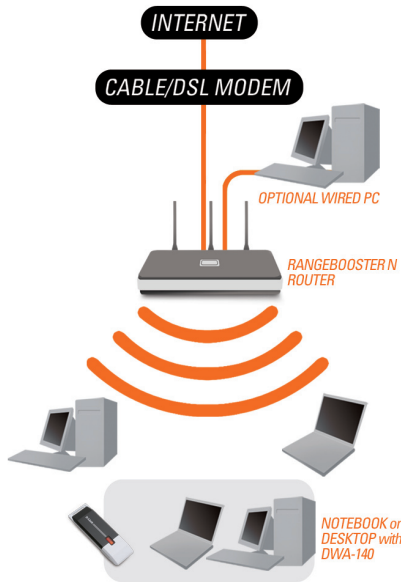 INTERNET
CABLE/DSL MODEM
OPTIONAL WIRED PC
RANGEBOOSTER N
ROUTER
NOTEBOOK or
DESKTOP with
DWA-140